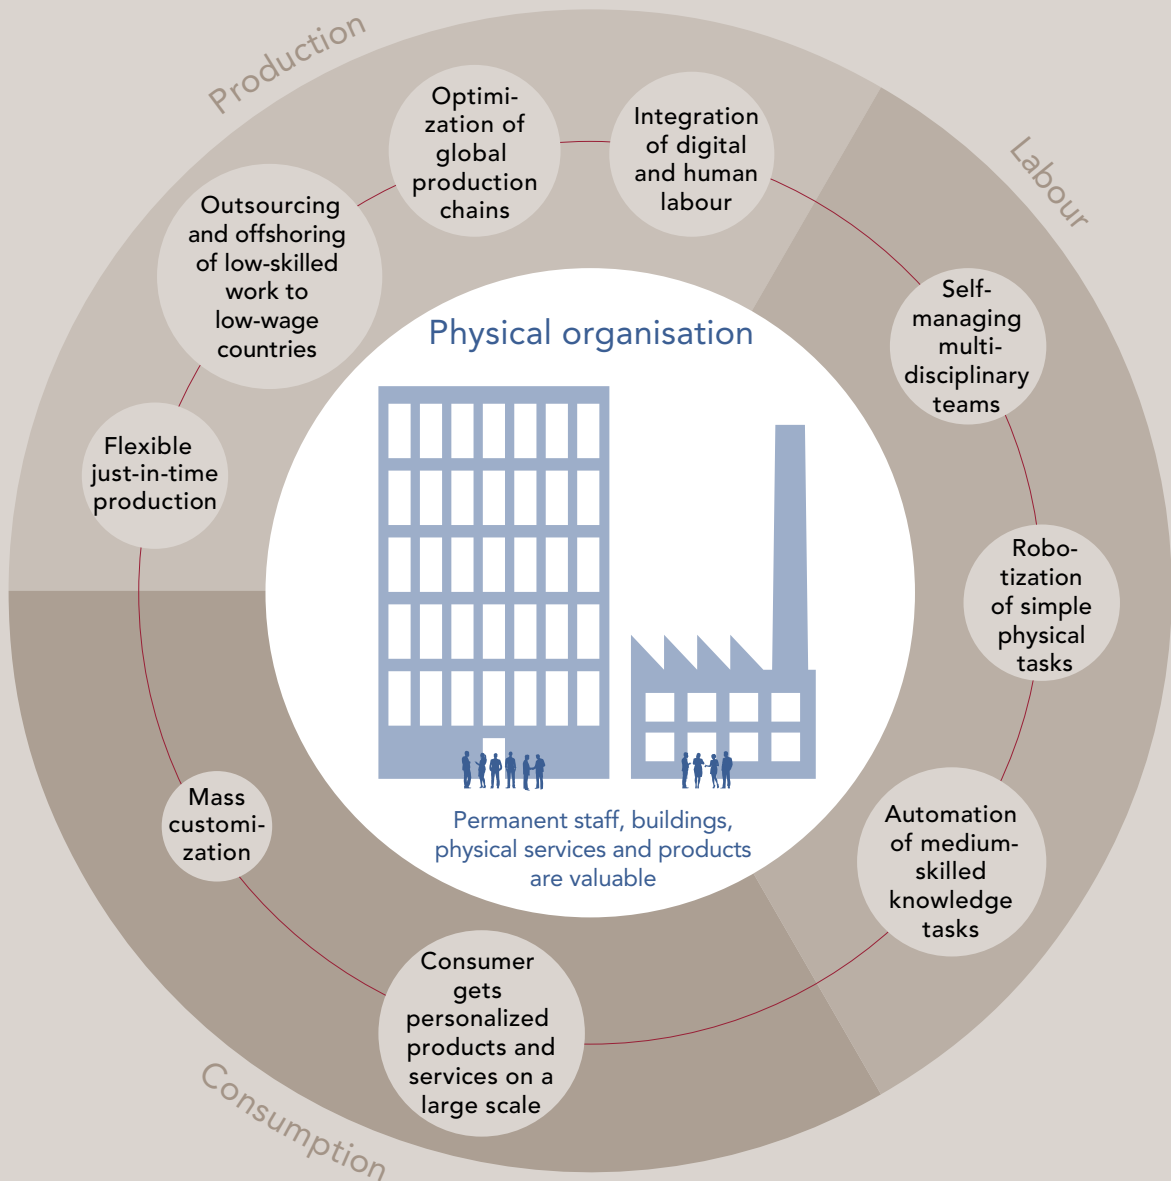 Production
Optimi-
zation of
global
production
chains
Integration
of digital
and human
labour
Labour
Outsourcing
and offshoring
of low-skilled
work to
low-wage
countries
Self-
managing
multi-
disciplinary
teams
Physical organisation
Flexible
just-in-time
production
Robo-
tization
of simple
physical
tasks
Mass
customi-
zation
Permanent staff, buildings,
physical services and products
are valuable
Automation
of medium-
skilled
knowledge
tasks
Consumer
gets
personalized
products and
services on a
large scale
Consumption